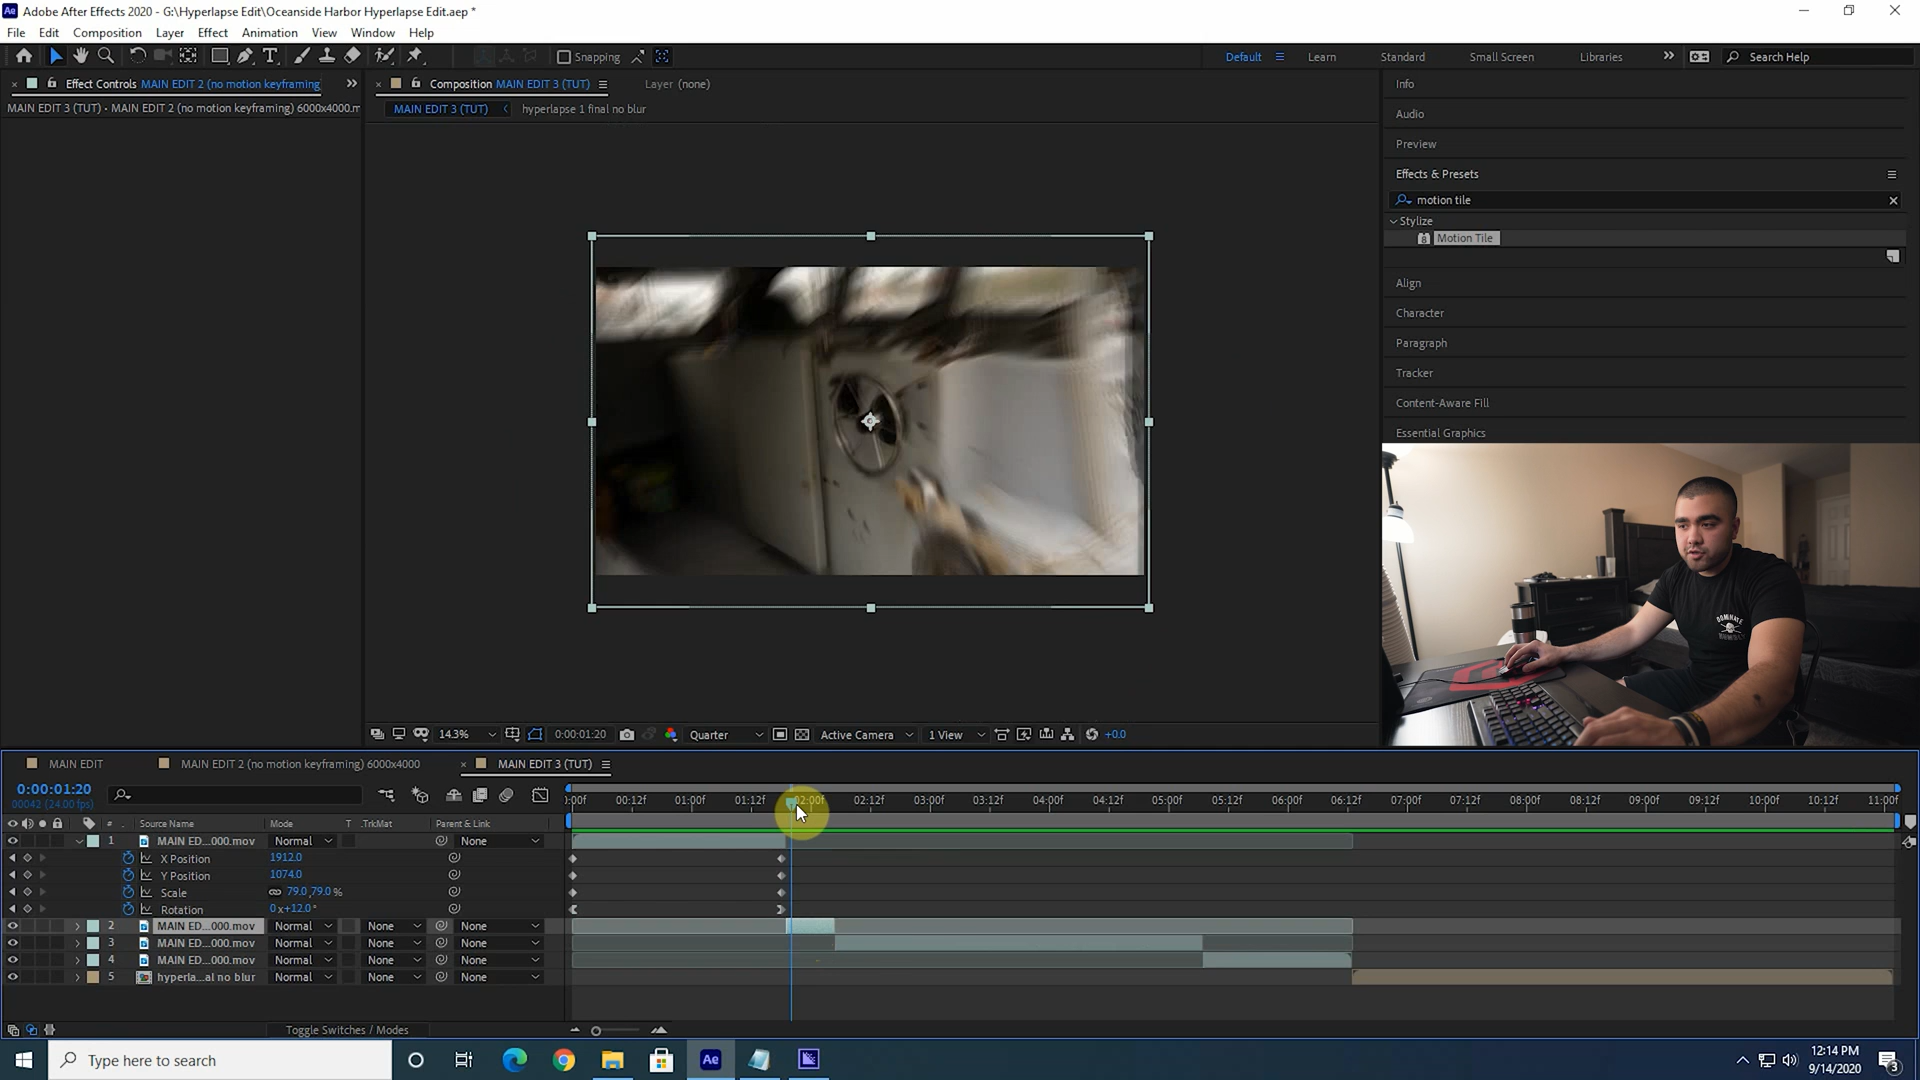 Adobe After Effects 2020 - G:\Hyperlapse Edit\Oceanside Harbor Hyperlapse Edit.aep *
File Edit Composition Layer Effect Animation View Window Help
Snapping
Default Learn Standard Small Screen Libraries Search Help
Effect Controls MAIN EDIT 2 (no motion keyframing)
MAIN EDIT 3 (TUT) • MAIN EDIT 2 (no motion keyframing) 6000x4000.m
Composition MAIN EDIT 3 (TUT) Layer (none)
MAIN EDIT 3 (TUT) hyperlapse 1 final no blur
Info
Audio
Preview
Effects & Presets
motion tile
Stylize
Motion Tile
Align
Character
Paragraph
Tracker
Content-Aware Fill
Essential Graphics
14.3% 0:00:01:20 Quarter Active Camera 1 View +0.0
MAIN EDIT MAIN EDIT 2 (no motion keyframing) 6000x4000 MAIN EDIT 3 (TUT)
0:00:01:20
00042 (24.00 fps)
:00f 00:12f 01:00f 01:12f 02:00f 02:12f 03:00f 03:12f 04:00f 04:12f 05:00f 05:12f 06:00f 06:12f 07:00f 07:12f 08:00f 08:12f 09:00f 09:12f 10:00f 10:12f 11:00f
# Source Name Mode T .TrkMat Parent & Link
1 MAIN ED...000.mov Normal None
X Position 1912.0
Y Position 1074.0
Scale 79.0,79.0 %
Rotation 0x+12.0°
2 MAIN ED...000.mov Normal None None
3 MAIN ED...000.mov Normal None None
4 MAIN ED...000.mov Normal None None
5 hyperla...al no blur Normal None None
Toggle Switches / Modes
Type here to search
Ae
12:14 PM
9/14/2020
3